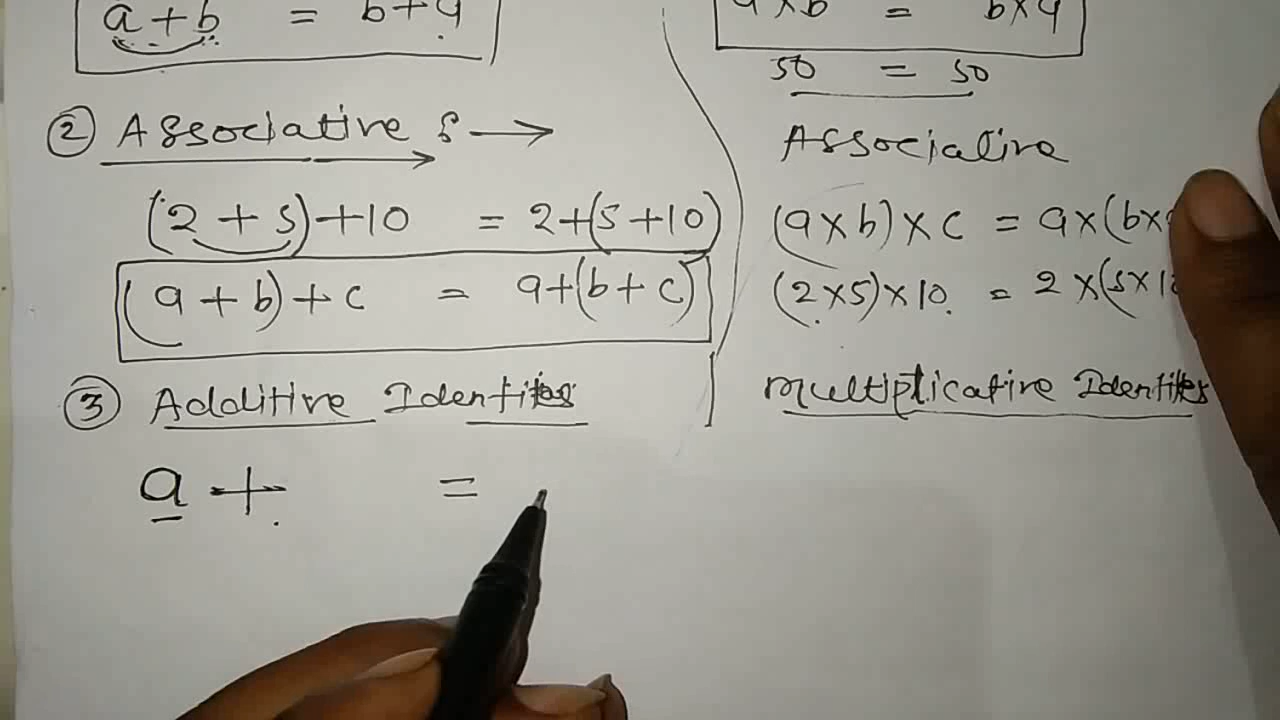 a+b = b+a
a×b = b×a
50 = 50
② Associative :→
(2+5)+10 = 2+(5+10)
(a+b)+c = a+(b+c)
Associative
(a×b)×c = a×(b×
(2×5)×10 = 2×(5×10
③ Additive Identities
a + =
Multiplicative Identities